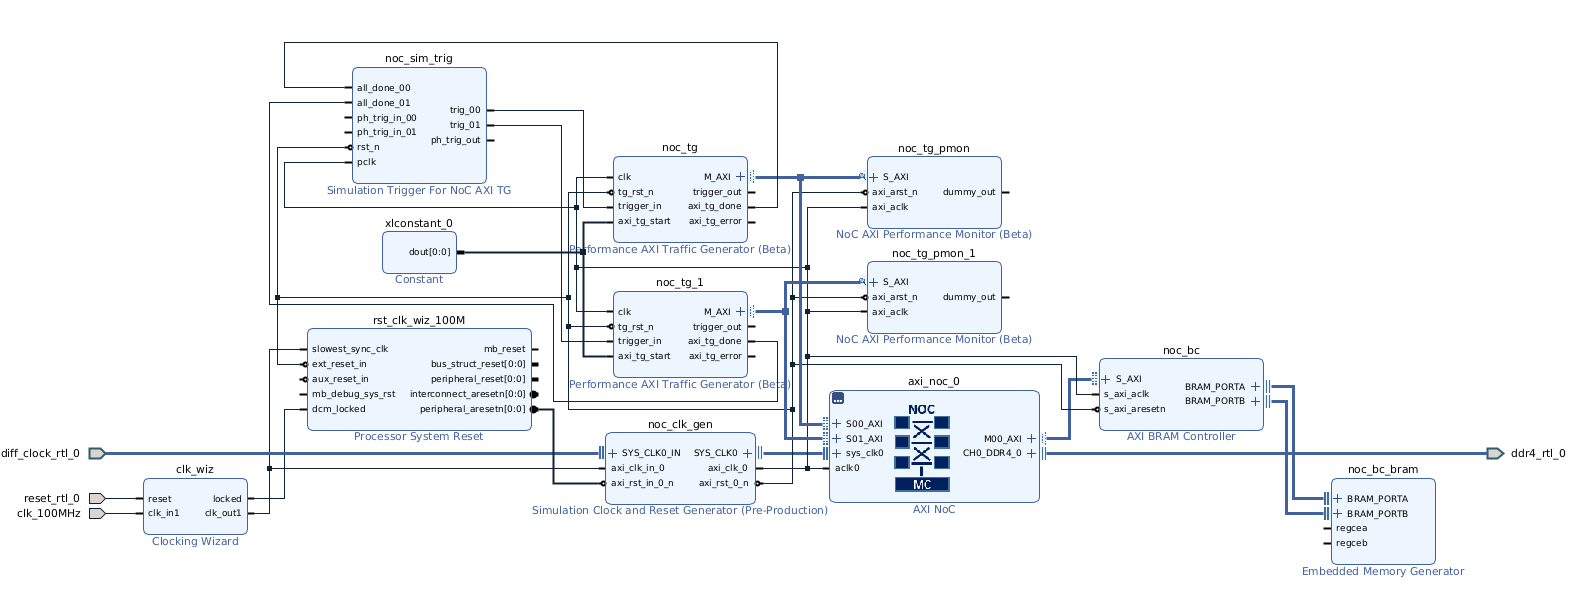 noc_sim_trig
all_done_00
all_done_01
ph_trig_in_00
ph_trig_in_01
rst_n
pclk
trig_00
trig_01
ph_trig_out
Simulation Trigger For NoC AXI TG
xlconstant_0
dout[0:0]
Constant
noc_tg
clk
tg_rst_n
trigger_in
axi_tg_start
M_AXI
trigger_out
axi_tg_done
axi_tg_error
Performance AXI Traffic Generator (Beta)
noc_tg_pmon
S_AXI
axi_arst_n
axi_aclk
dummy_out
NoC AXI Performance Monitor (Beta)
noc_tg_pmon_1
S_AXI
axi_arst_n
axi_aclk
dummy_out
NoC AXI Performance Monitor (Beta)
noc_tg_1
clk
tg_rst_n
trigger_in
axi_tg_start
M_AXI
trigger_out
axi_tg_done
axi_tg_error
Performance AXI Traffic Generator (Beta)
rst_clk_wiz_100M
slowest_sync_clk
ext_reset_in
aux_reset_in
mb_debug_sys_rst
dcm_locked
mb_reset
bus_struct_reset[0:0]
peripheral_reset[0:0]
interconnect_aresetn[0:0]
peripheral_aresetn[0:0]
Processor System Reset
noc_bc
S_AXI
s_axi_aclk
s_axi_aresetn
BRAM_PORTA
BRAM_PORTB
AXI BRAM Controller
axi_noc_0
S00_AXI
S01_AXI
sys_clk0
aclk0
NOC
MC
M00_AXI
CH0_DDR4_0
AXI NoC
noc_clk_gen
SYS_CLK0_IN
axi_clk_in_0
axi_rst_in_0_n
SYS_CLK0
axi_clk_0
axi_rst_0_n
Simulation Clock and Reset Generator (Pre-Production)
diff_clock_rtl_0
ddr4_rtl_0
clk_wiz
reset_rtl_0
clk_100MHz
reset
clk_in1
locked
clk_out1
Clocking Wizard
noc_bc_bram
BRAM_PORTA
BRAM_PORTB
regcea
regceb
Embedded Memory Generator